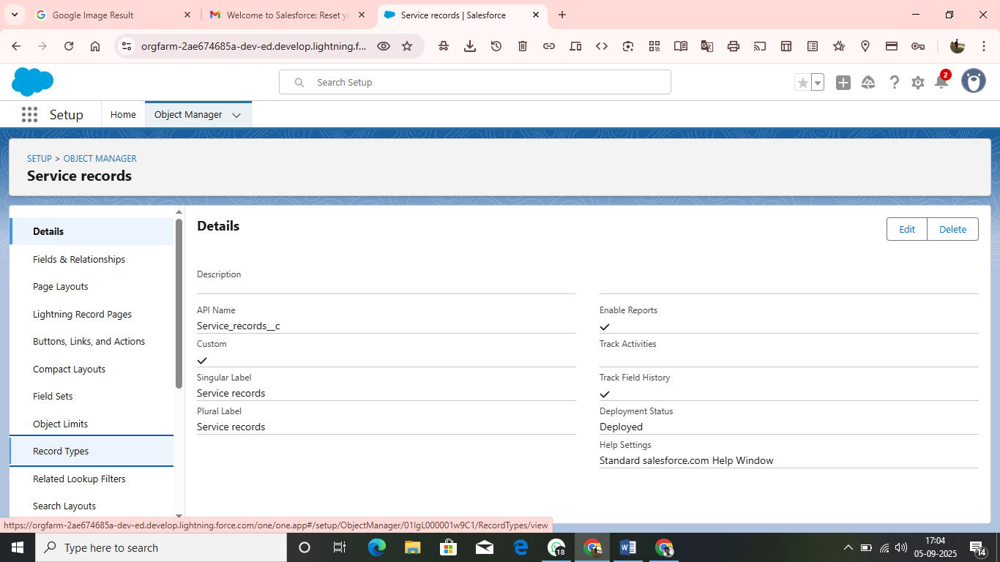 Google Image Result
Welcome to Salesforce: Reset yo
Service records | Salesforce
orgfarm-2ae674685a-dev-ed.develop.lightning.f...
Search Setup
2
Setup
Home
Object Manager
SETUP > OBJECT MANAGER
Service records
Details
Fields & Relationships
Page Layouts
Lightning Record Pages
Buttons, Links, and Actions
Compact Layouts
Field Sets
Object Limits
Record Types
Related Lookup Filters
Search Layouts
Details
Edit
Delete
Description
API Name
Service_records__c
Custom
Singular Label
Service records
Plural Label
Service records
Enable Reports
Track Activities
Track Field History
Deployment Status
Deployed
Help Settings
Standard salesforce.com Help Window
https://orgfarm-2ae674685a-dev-ed.develop.lightning.force.com/one/one.app#/setup/ObjectManager/01IgL000001w9C1/RecordTypes/view
Type here to search
18
17:04
05-09-2025
14